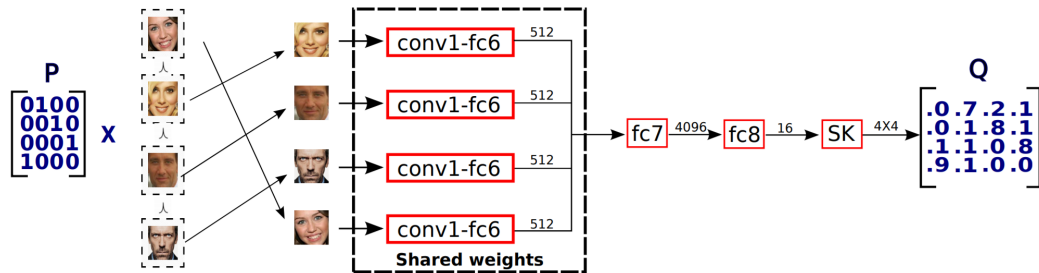 P
0100
0010
0001
1000
X
conv1-fc6
512
conv1-fc6
512
conv1-fc6
512
conv1-fc6
512
Shared weights
fc7
4096
fc8
16
SK
4X4
Q
.0 .7 .2 .1
.0 .1 .8 .1
.1 .1 .0 .8
.9 .1 .0 .0